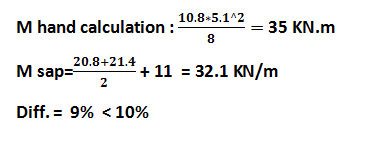 M hand calculation : 10.8*5.1^2/8 = 35 KN.m
M sap= 20.8+21.4/2 + 11 = 32.1 KN/m
Diff. = 9% < 10%